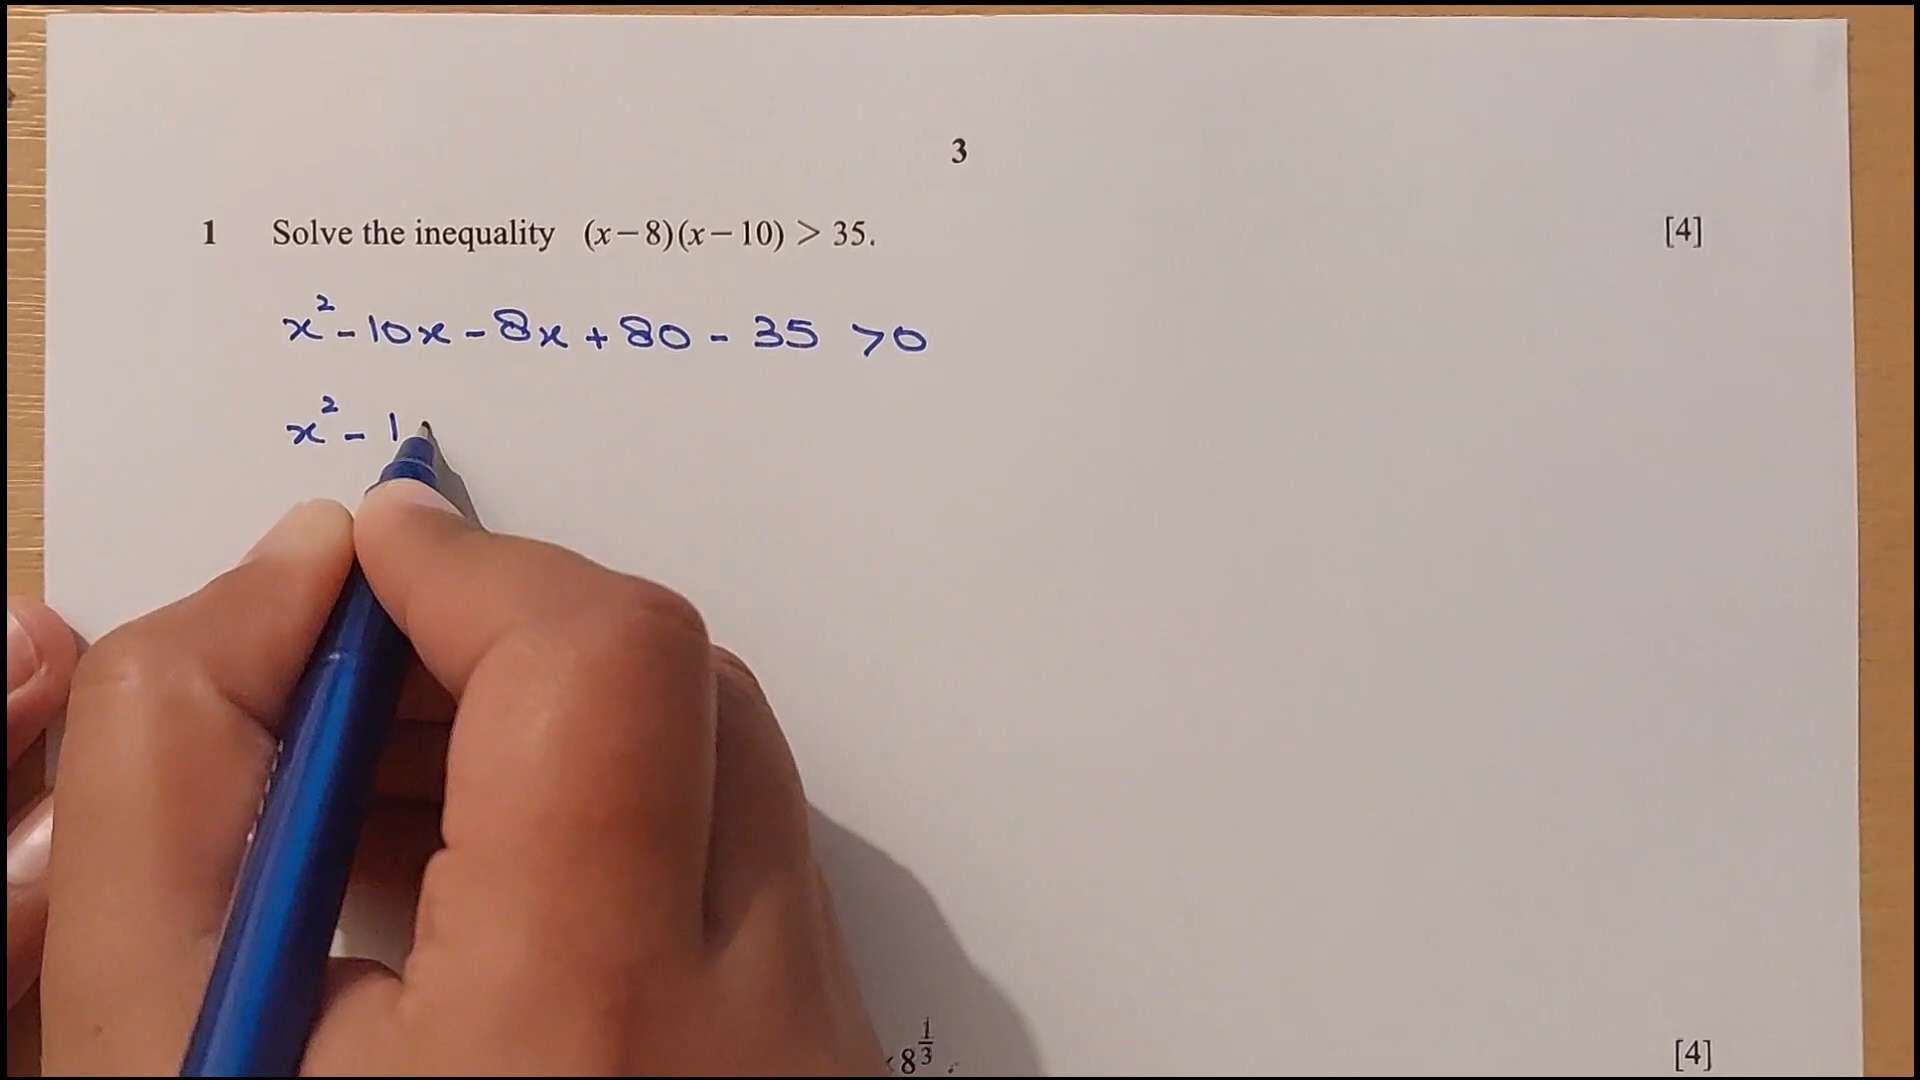 3
1 Solve the inequality (x−8)(x−10) > 35. [4]
x² - 10x - 8x + 80 - 35 > 0
x² - 1
8^{1/3}. [4]